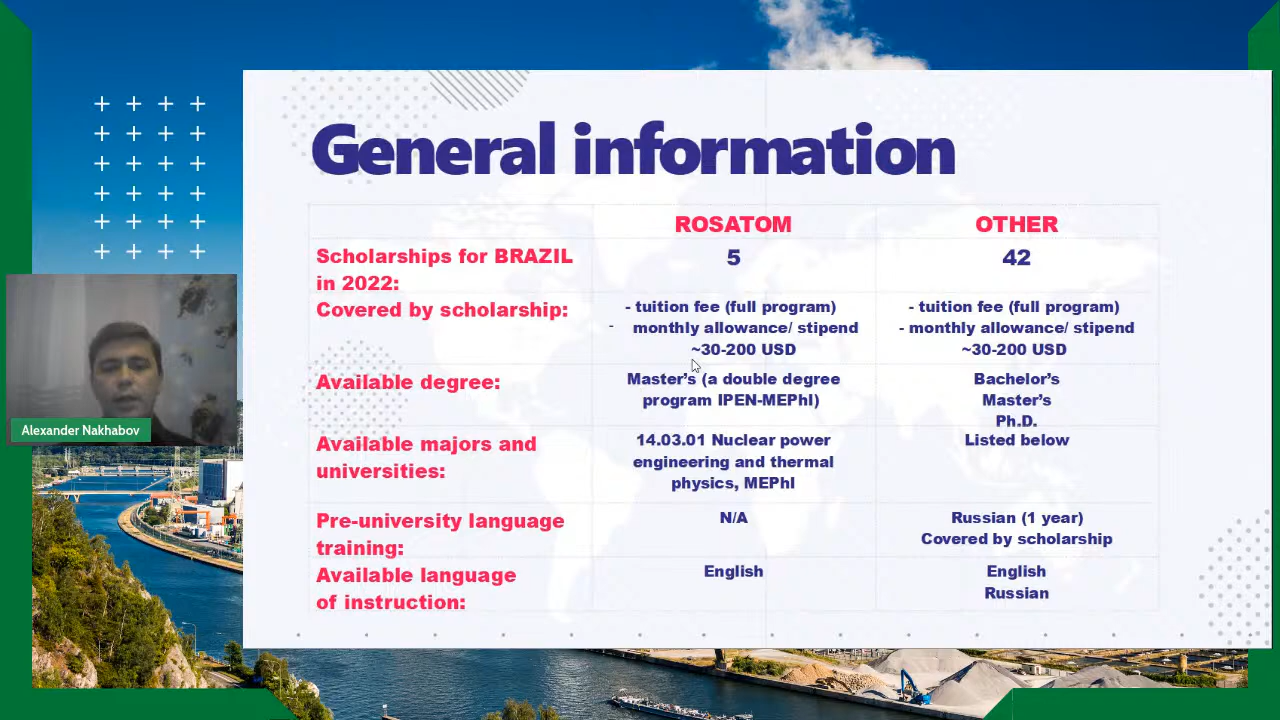 General information
ROSATOM
OTHER
Scholarships for BRAZIL
in 2022:
5
42
Covered by scholarship:
- tuition fee (full program)
- monthly allowance/ stipend
~30-200 USD
- tuition fee (full program)
- monthly allowance/ stipend
~30-200 USD
Available degree:
Master's (a double degree
program IPEN-MEPhI)
Bachelor's
Master's
Ph.D.
Available majors and
universities:
14.03.01 Nuclear power
engineering and thermal
physics, MEPhI
Listed below
Pre-university language
training:
N/A
Russian (1 year)
Covered by scholarship
Available language
of instruction:
English
English
Russian
Alexander Nakhabov